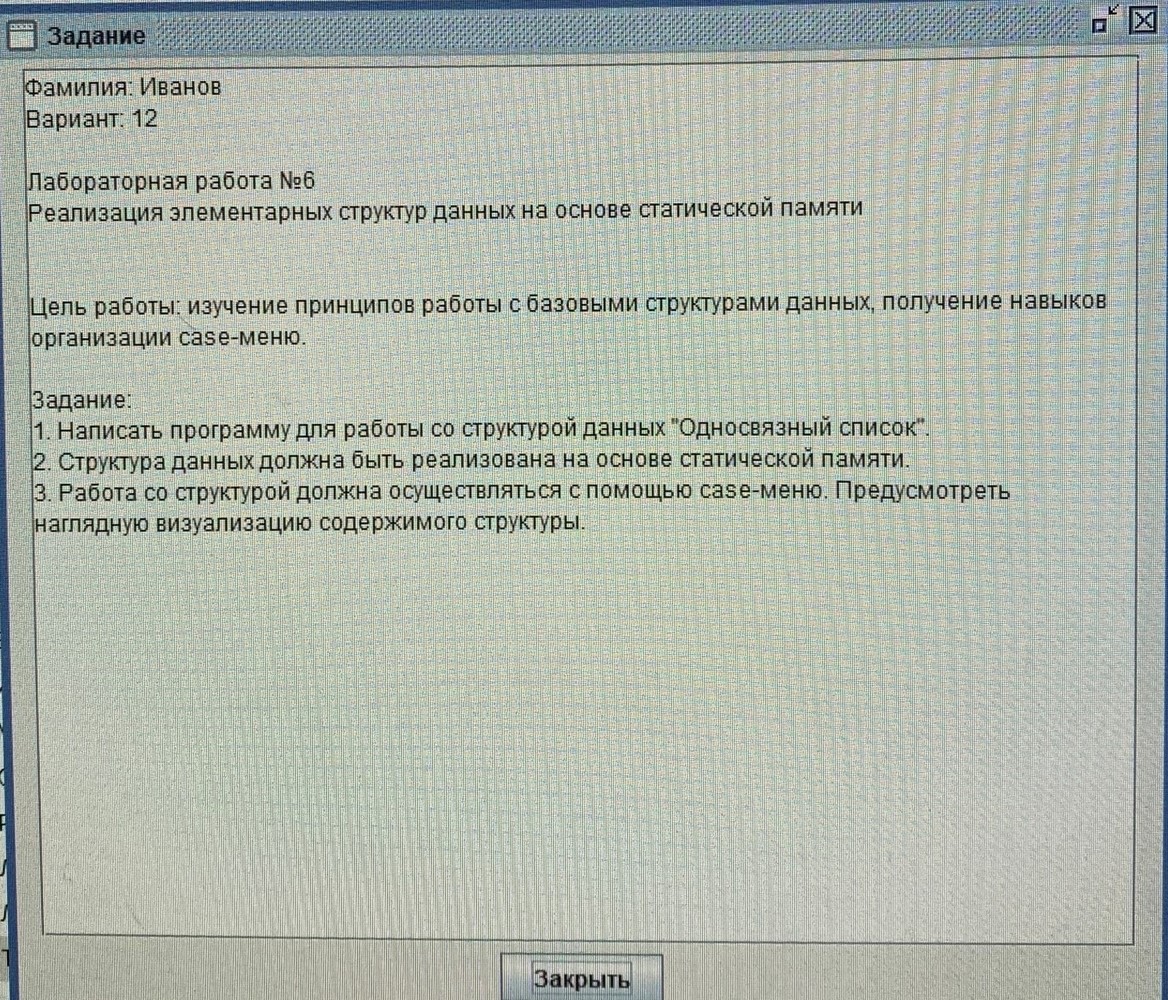 Задание
Фамилия: Иванов
Вариант: 12
Лабораторная работа №6
Реализация элементарных структур данных на основе статической памяти
Цель работы: изучение принципов работы с базовыми структурами данных, получение навыков
организации case-меню.
Задание:
1. Написать программу для работы со структурой данных "Односвязный список".
2. Структура данных должна быть реализована на основе статической памяти.
3. Работа со структурой должна осуществляться с помощью case-меню. Предусмотреть
наглядную визуализацию содержимого структуры.
Закрыть